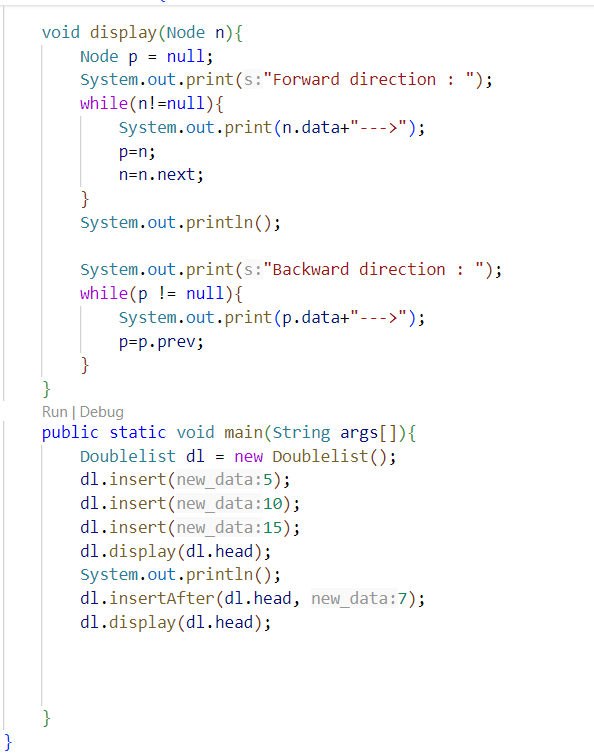 void display(Node n){
Node p = null;
System.out.print(s:"Forward direction : ");
while(n!=null){
System.out.print(n.data+"--->");
p=n;
n=n.next;
}
System.out.println();
System.out.print(s:"Backward direction : ");
while(p != null){
System.out.print(p.data+"--->");
p=p.prev;
}
}
Run | Debug
public static void main(String args[]){
Doublelist dl = new Doublelist();
dl.insert(new_data:5);
dl.insert(new_data:10);
dl.insert(new_data:15);
dl.display(dl.head);
System.out.println();
dl.insertAfter(dl.head, new_data:7);
dl.display(dl.head);
}
}